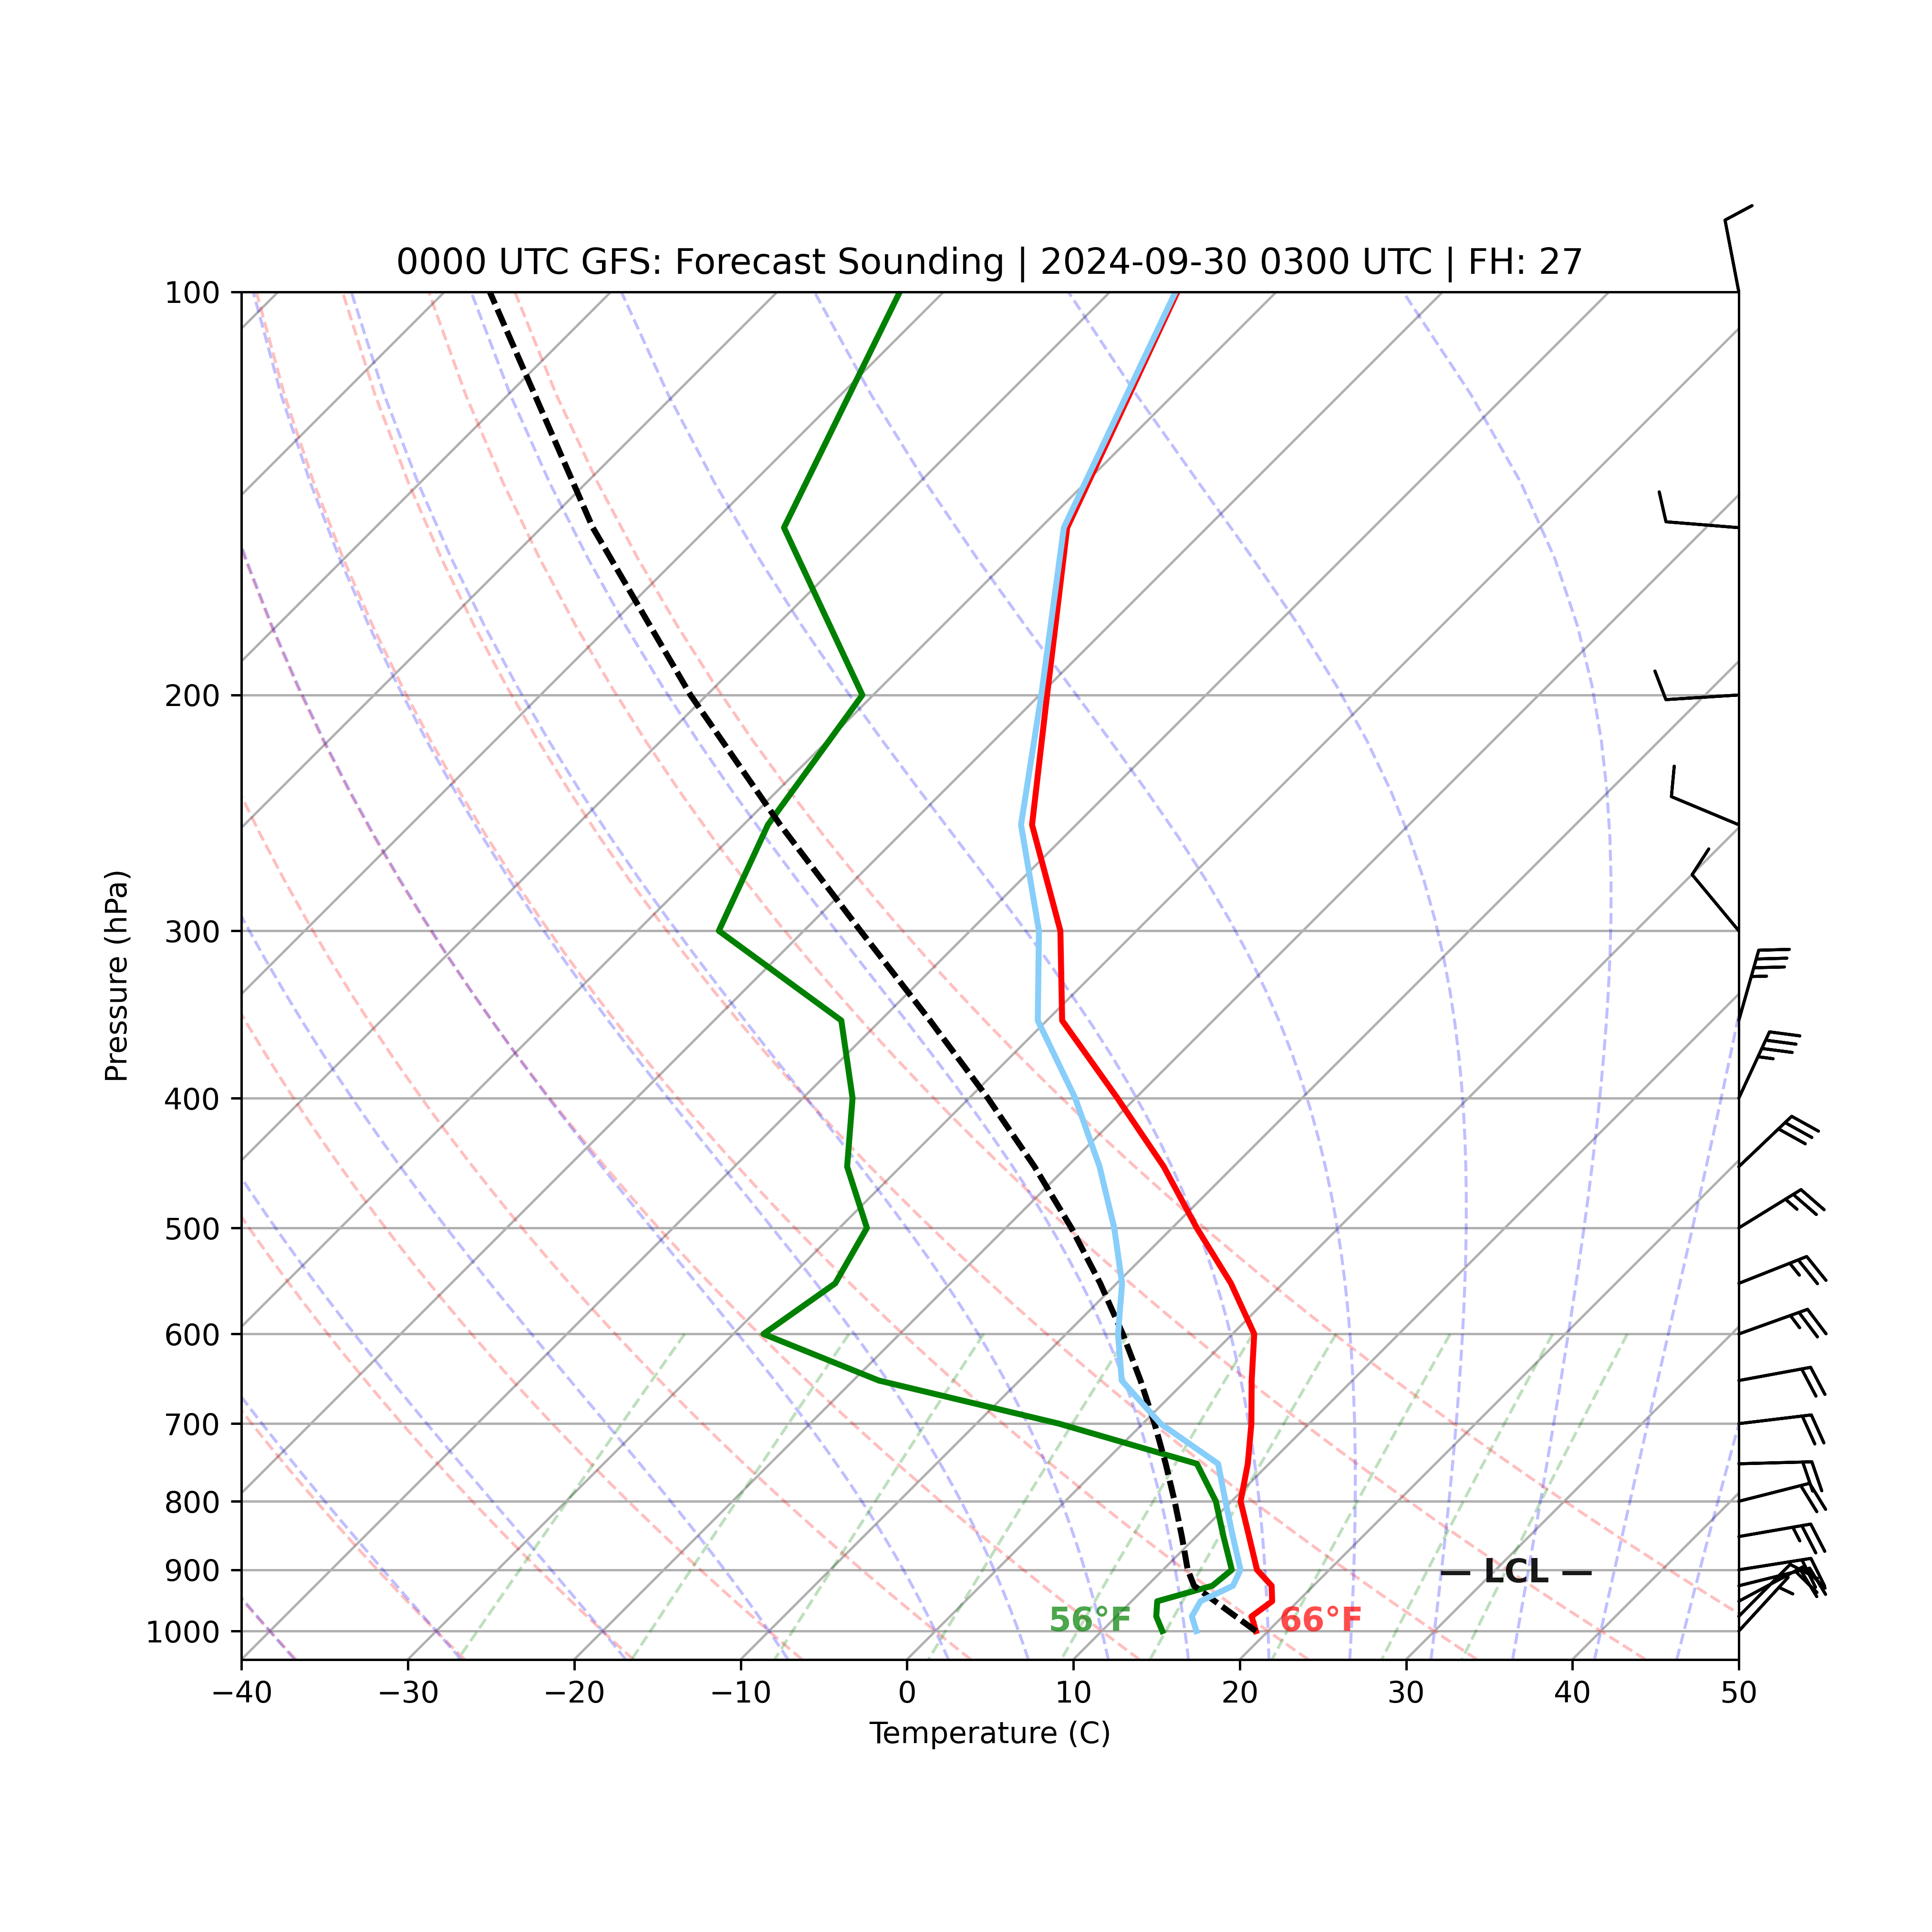 0000 UTC GFS: Forecast Sounding | 2024-09-30 0300 UTC | FH: 27
100
200
300
400
500
600
700
800
900
1000
Pressure (hPa)
— LCL —
56°F
66°F
−40 −30 −20 −10 0 10 20 30 40 50
Temperature (C)